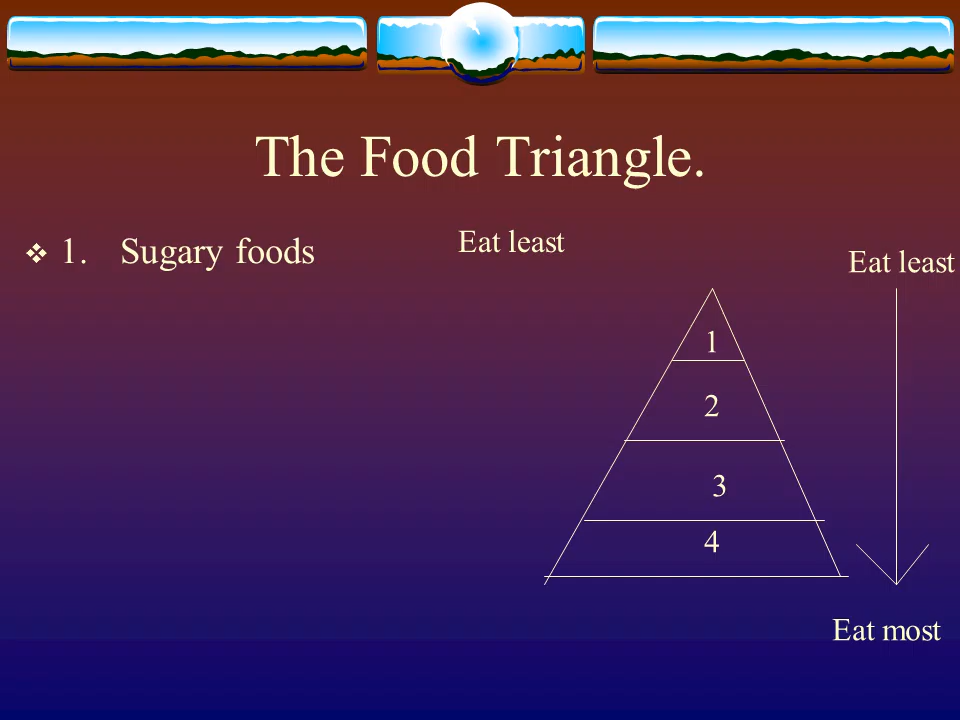 The Food Triangle.
1. Sugary foods
Eat least
Eat least
1
2
3
4
Eat most